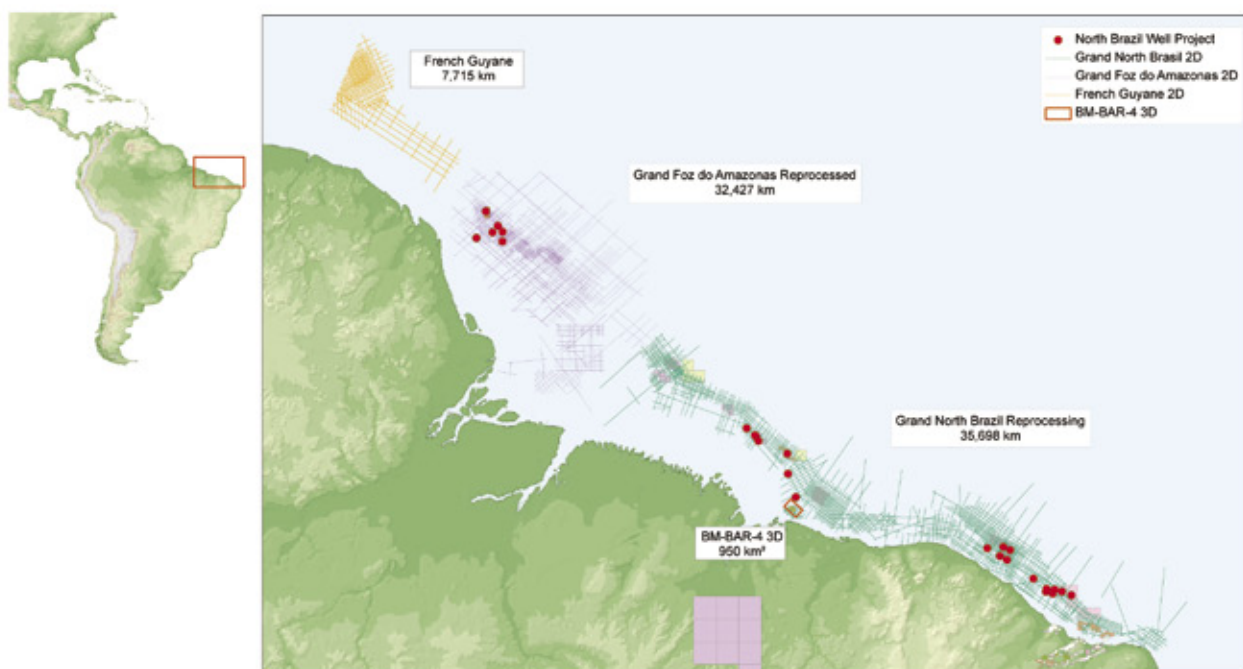 French Guyane
7,715 km
North Brazil Well Project
Grand North Brasil 2D
Grand Foz do Amazonas 2D
French Guyane 2D
BM-BAR-4 3D
Grand Foz do Amazonas Reprocessed
32,427 km
Grand North Brazil Reprocessing
35,698 km
BM-BAR-4 3D
950 km²